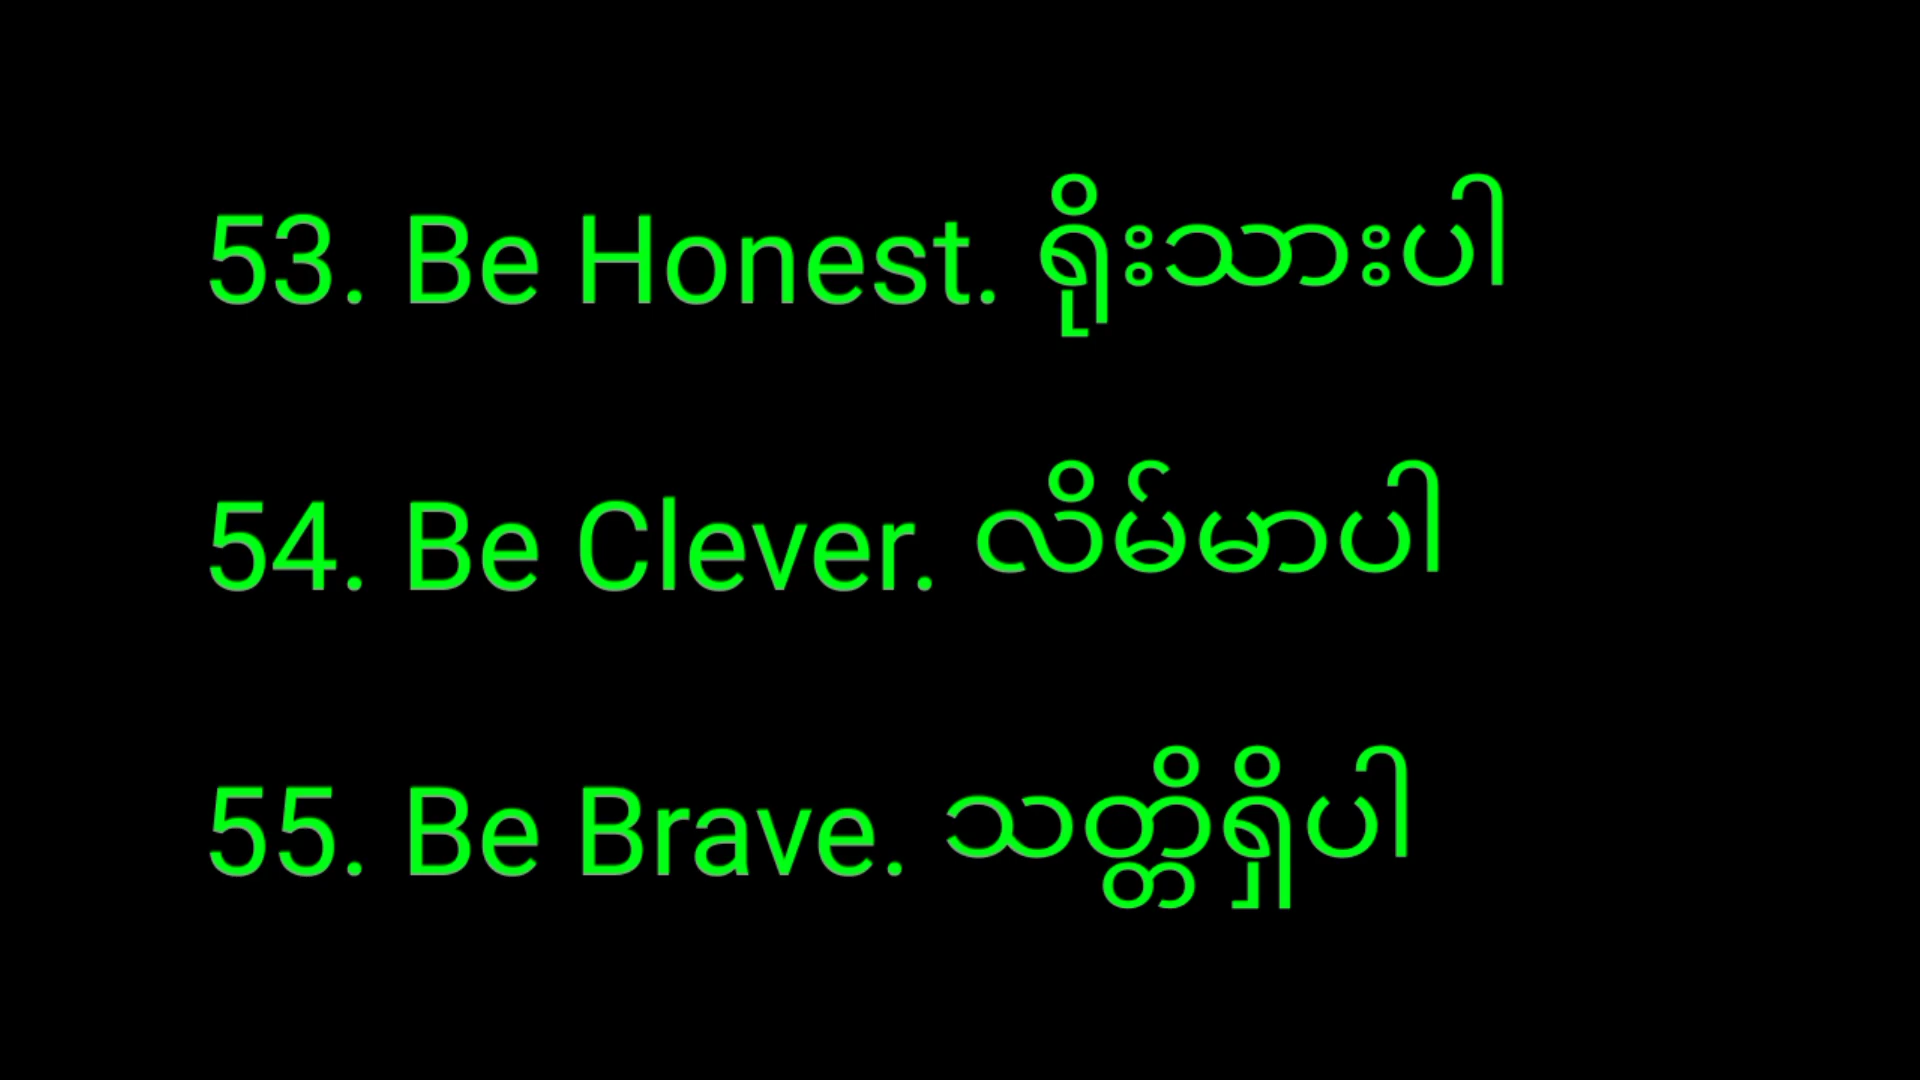 53. Be Honest. ရိုးသားပါ
54. Be Clever. လိမ်မာပါ
55. Be Brave. သတ္တိရှိပါ